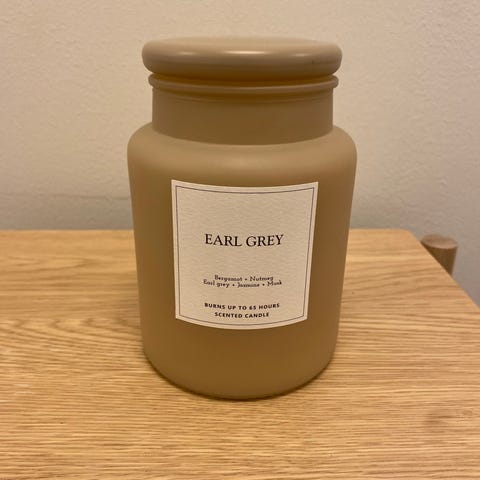 EARL GREY
Bergamot • Nutmeg
Earl grey • Jasmine • Musk
BURNS UP TO 65 HOURS
SCENTED CANDLE